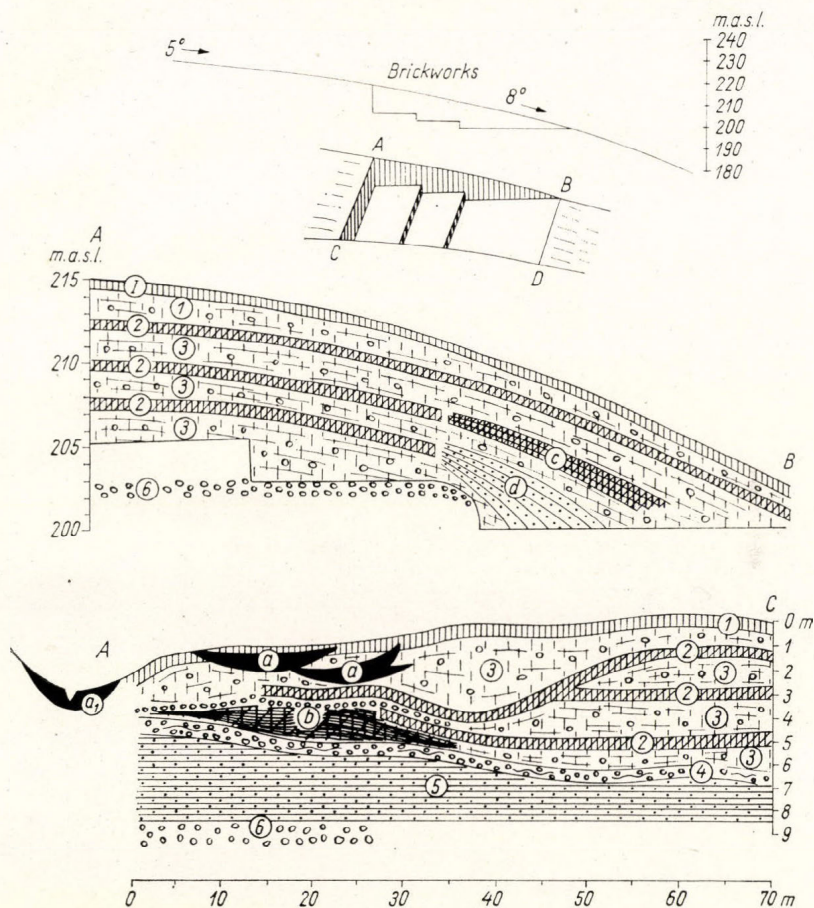 m.a.s.l.
240
5° Brickworks 230
220
8° 210
200
190
A 180
B
C
D
A
m.a.s.l.
215 I
1
2
3
210 2
3
2
3
205 c B
d
6
200
C
A 1 0 m
a 2 1
a 3 3 2
a₁ 2 3
b 3 4
2 5
3
4 6
5 7
8
6 9
0 10 20 30 40 50 60 70 m